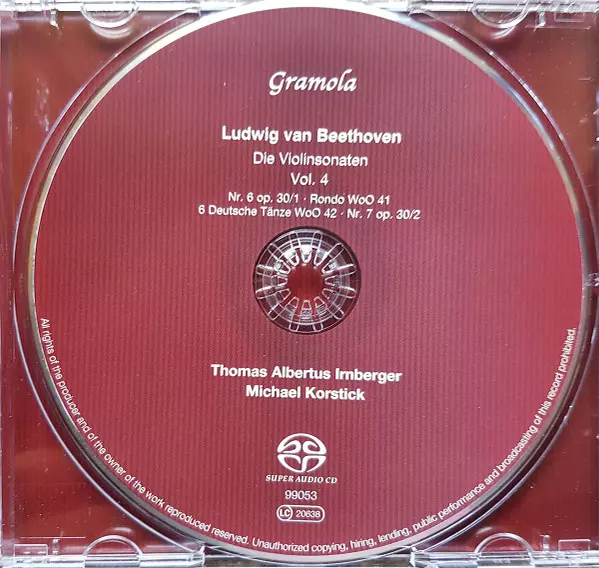 Gramola
Ludwig van Beethoven
Die Violinsonaten
Vol. 4
Nr. 6 op. 30/1 · Rondo WoO 41
6 Deutsche Tänze WoO 42 · Nr. 7 op. 30/2
Thomas Albertus Irnberger
Michael Korstick
SUPER AUDIO CD
99053
LC 20638
All rights of the producer and of the owner of the work reproduced reserved. Unauthorized copying, hiring, lending, public performance and broadcasting of this record prohibited.